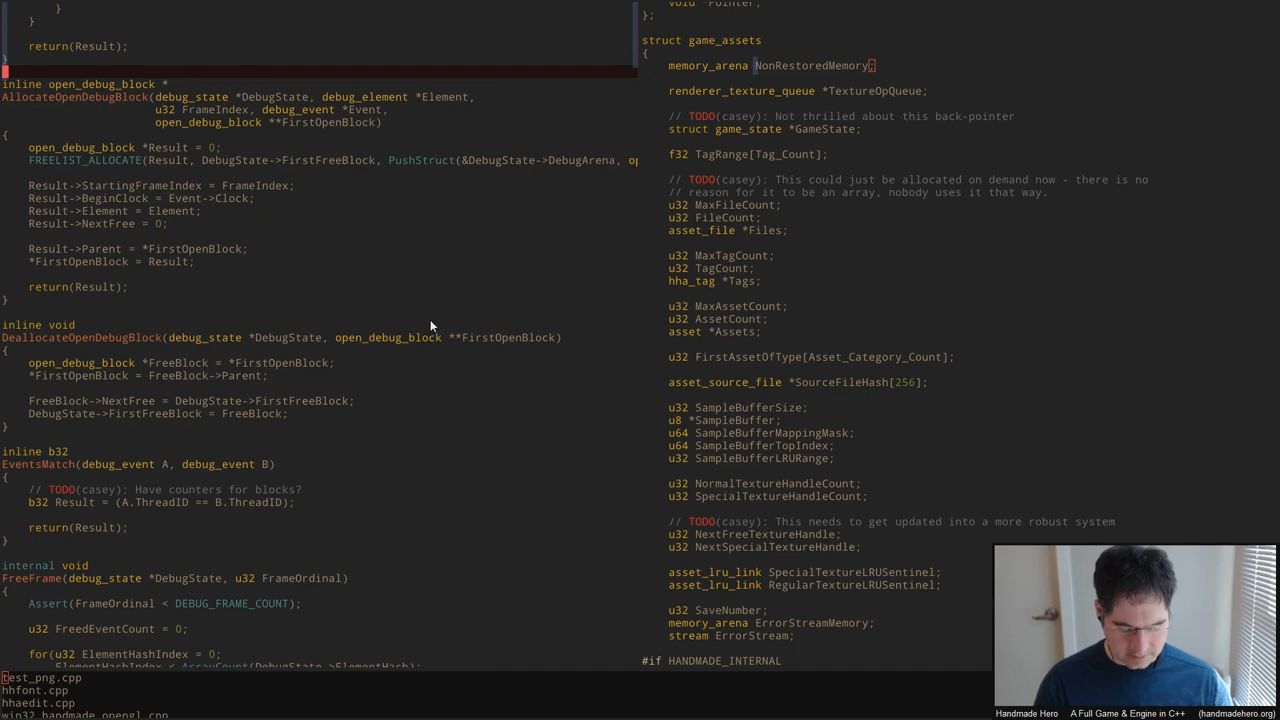 }
}
return(Result);
}
inline open_debug_block *
AllocateOpenDebugBlock(debug_state *DebugState, debug_element *Element,
u32 FrameIndex, debug_event *Event,
open_debug_block **FirstOpenBlock)
{
open_debug_block *Result = 0;
FREELIST_ALLOCATE(Result, DebugState->FirstFreeBlock, PushStruct(&DebugState->DebugArena, op
Result->StartingFrameIndex = FrameIndex;
Result->BeginClock = Event->Clock;
Result->Element = Element;
Result->NextFree = 0;
Result->Parent = *FirstOpenBlock;
*FirstOpenBlock = Result;
return(Result);
}
inline void
DeallocateOpenDebugBlock(debug_state *DebugState, open_debug_block **FirstOpenBlock)
{
open_debug_block *FreeBlock = *FirstOpenBlock;
*FirstOpenBlock = FreeBlock->Parent;
FreeBlock->NextFree = DebugState->FirstFreeBlock;
DebugState->FirstFreeBlock = FreeBlock;
}
inline b32
EventsMatch(debug_event A, debug_event B)
{
// TODO(casey): Have counters for blocks?
b32 Result = (A.ThreadID == B.ThreadID);
return(Result);
}
internal void
FreeFrame(debug_state *DebugState, u32 FrameOrdinal)
{
Assert(FrameOrdinal < DEBUG_FRAME_COUNT);
u32 FreedEventCount = 0;
for(u32 ElementHashIndex = 0;
ElementHashIndex < ArrayCount(DebugState->ElementHash);
void *Pointer;
};
struct game_assets
{
memory_arena NonRestoredMemory;
renderer_texture_queue *TextureOpQueue;
// TODO(casey): Not thrilled about this back-pointer
struct game_state *GameState;
f32 TagRange[Tag_Count];
// TODO(casey): This could just be allocated on demand now - there is no
// reason for it to be an array, nobody uses it that way.
u32 MaxFileCount;
u32 FileCount;
asset_file *Files;
u32 MaxTagCount;
u32 TagCount;
hha_tag *Tags;
u32 MaxAssetCount;
u32 AssetCount;
asset *Assets;
u32 FirstAssetOfType[Asset_Category_Count];
asset_source_file *SourceFileHash[256];
u32 SampleBufferSize;
u8 *SampleBuffer;
u64 SampleBufferMappingMask;
u64 SampleBufferTopIndex;
u32 SampleBufferLRURange;
u32 NormalTextureHandleCount;
u32 SpecialTextureHandleCount;
// TODO(casey): This needs to get updated into a more robust system
u32 NextFreeTextureHandle;
u32 NextSpecialTextureHandle;
asset_lru_link SpecialTextureLRUSentinel;
asset_lru_link RegularTextureLRUSentinel;
u32 SaveNumber;
memory_arena ErrorStreamMemory;
stream ErrorStream;
#if HANDMADE_INTERNAL
test_png.cpp
hhfont.cpp
hhaedit.cpp
win32_handmade_opengl.cpp
Handmade Hero A Full Game & Engine in C++ (handmadehero.org)